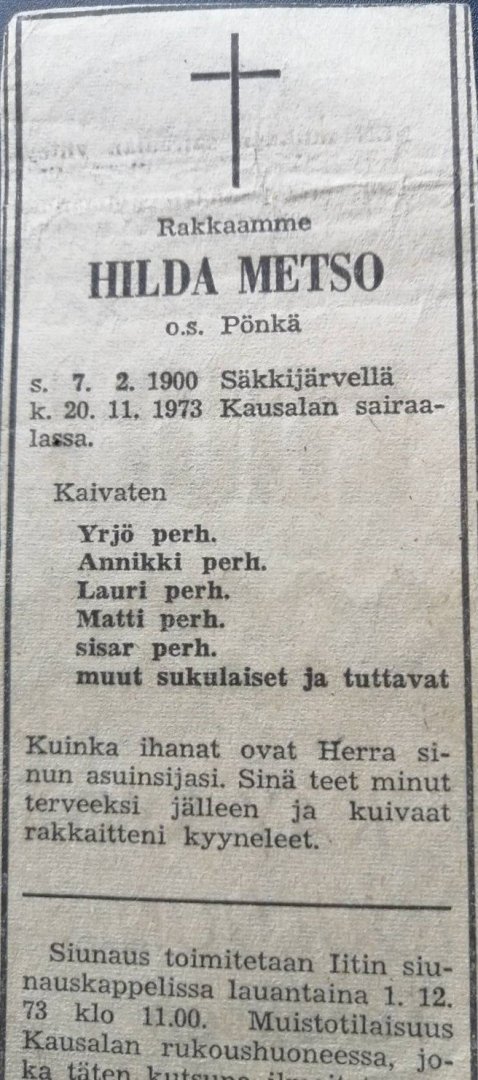 Rakkaamme
HILDA METSO
o.s. Pönkä
s. 7. 2. 1900 Säkkijärvellä
k. 20. 11. 1973 Kausalan sairaa-
lassa.
Kaivaten
Yrjö perh.
Annikki perh.
Lauri perh.
Matti perh.
sisar perh.
muut sukulaiset ja tuttavat
Kuinka ihanat ovat Herra si-
nun asuinsijasi. Sinä teet minut
terveeksi jälleen ja kuivaat
rakkaitteni kyyneleet.
Siunaus toimitetaan Iitin siu-
nauskappelissa lauantaina 1. 12.
73 klo 11.00. Muistotilaisuus
Kausalan rukoushuoneessa, jo-
ka täten kutsuna